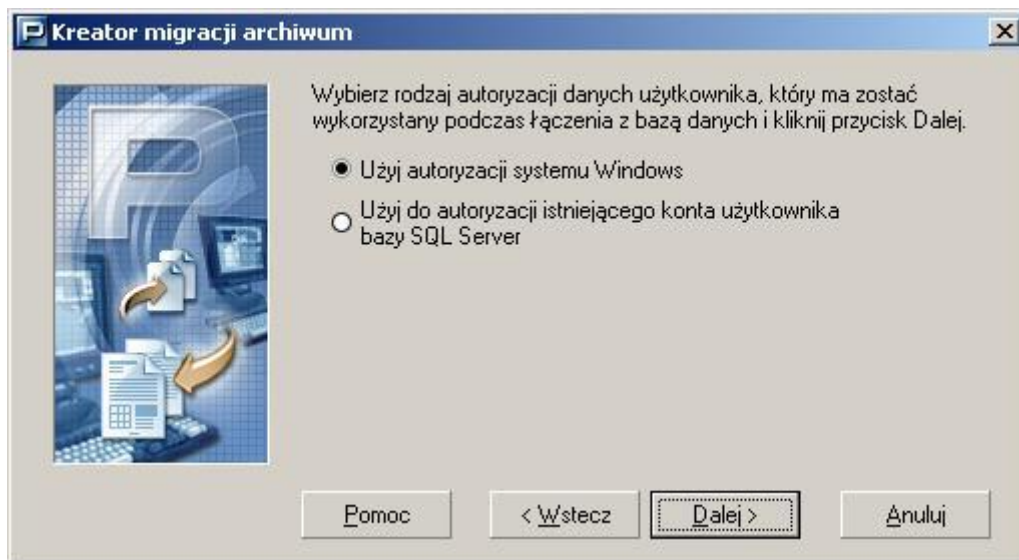 Kreator migracji archiwum
Wybierz rodzaj autoryzacji danych użytkownika, który ma zostać
wykorzystany podczas łączenia z bazą danych i kliknij przycisk Dalej.
Użyj autoryzacji systemu Windows
Użyj do autoryzacji istniejącego konta użytkownika
bazy SQL Server
Pomoc
< Wstecz
Dalej >
Anuluj